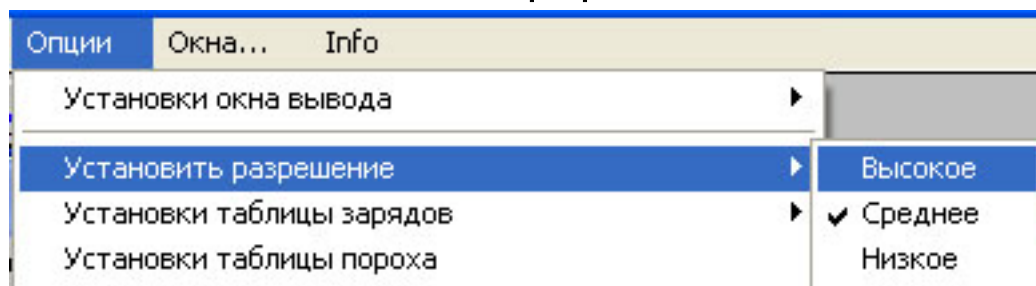 Опции Окна... Info
Установки окна вывода
Установить разрешение Высокое
Установки таблицы зарядов Среднее
Установки таблицы пороха Низкое